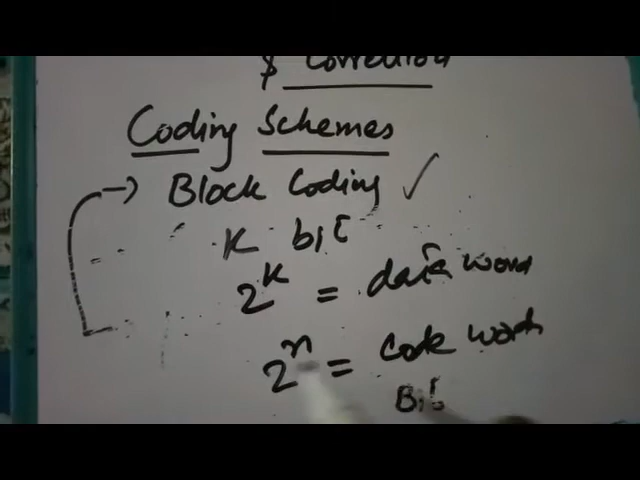 & Correction
Coding Schemes
→ Block Coding ✓
K bit
2^K = data word
2^n = code word
Bit